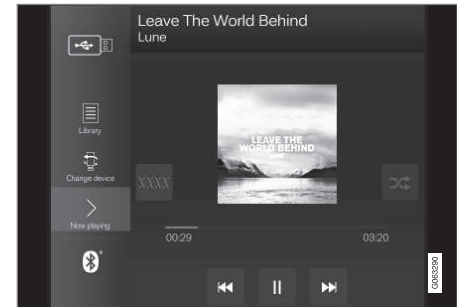 Leave The World Behind
Lune
Library
Change device
Now playing
LEAVE THE
WORLD BEHIND
LUNE
XXXX
00:29
03:20
G063290